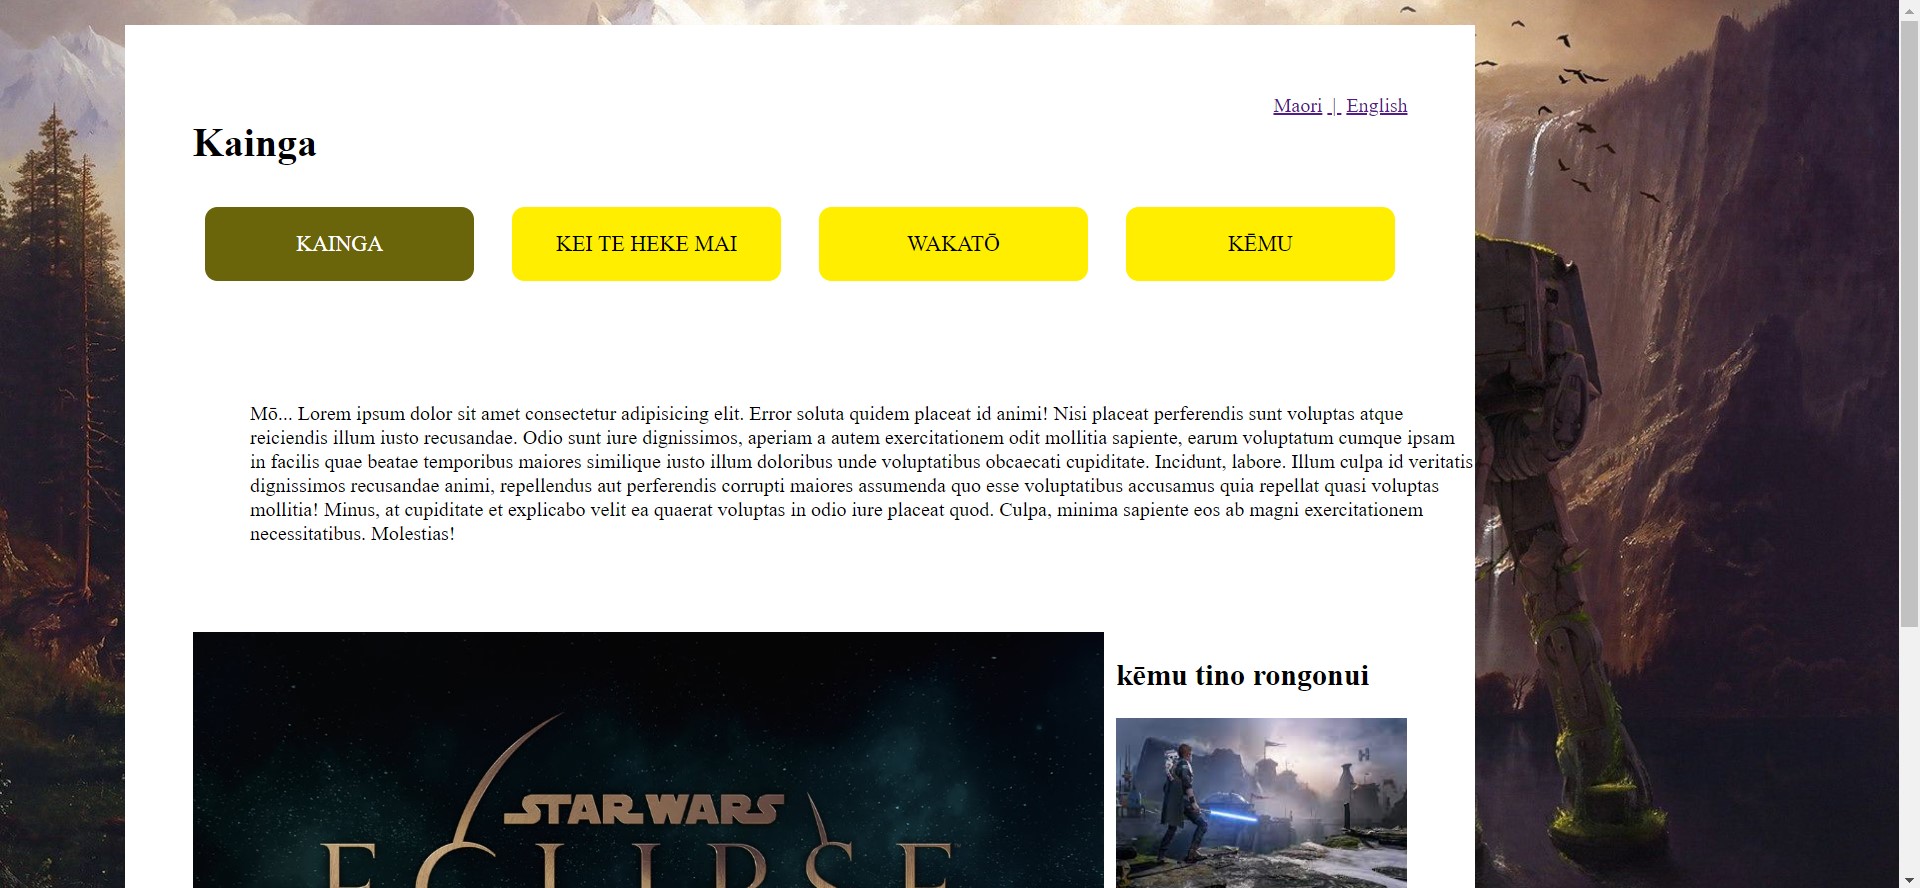 Maori | English
Kainga
KAINGA
KEI TE HEKE MAI
WAKATŌ
KĒMU
Mō... Lorem ipsum dolor sit amet consectetur adipisicing elit. Error soluta quidem placeat id animi! Nisi placeat perferendis sunt voluptas atque
reiciendis illum iusto recusandae. Odio sunt iure dignissimos, aperiam a autem exercitationem odit mollitia sapiente, earum voluptatum cumque ipsam
in facilis quae beatae temporibus maiores similique iusto illum doloribus unde voluptatibus obcaecati cupiditate. Incidunt, labore. Illum culpa id veritatis
dignissimos recusandae animi, repellendus aut perferendis corrupti maiores assumenda quo esse voluptatibus accusamus quia repellat quasi voluptas
mollitia! Minus, at cupiditate et explicabo velit ea quaerat voluptas in odio iure placeat quod. Culpa, minima sapiente eos ab magni exercitationem
necessitatibus. Molestias!
STAR WARS
ECLIPSE
kēmu tino rongonui